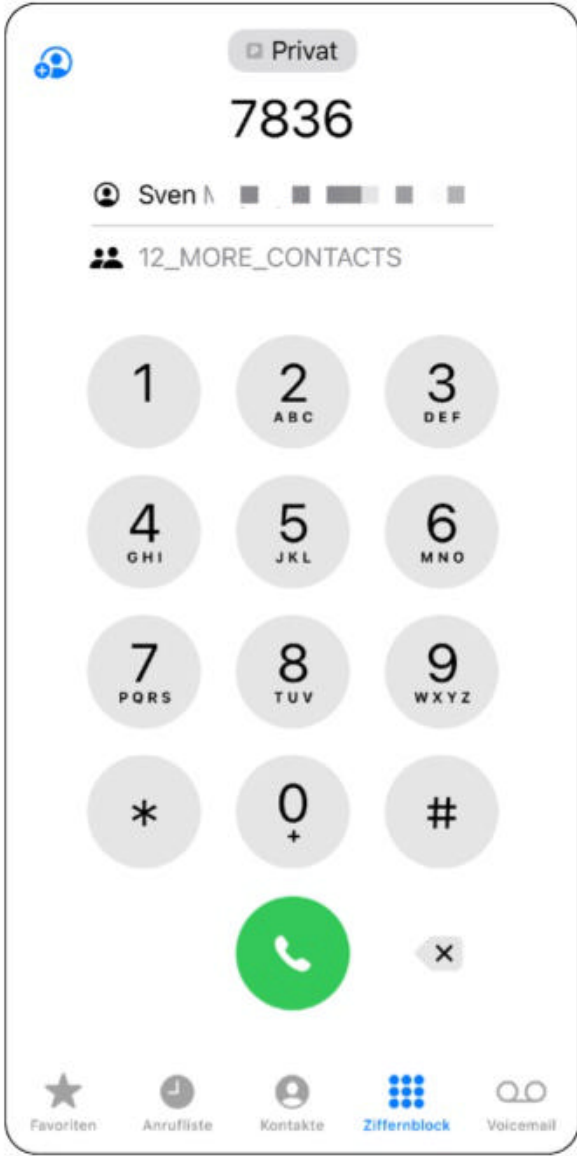 Privat
7836
Sven
12_MORE_CONTACTS
1
2
ABC
3
DEF
4
GHI
5
JKL
6
MNO
7
PQRS
8
TUV
9
WXYZ
*
0
+
#
Favoriten
Anrufliste
Kontakte
Ziffernblock
Voicemail